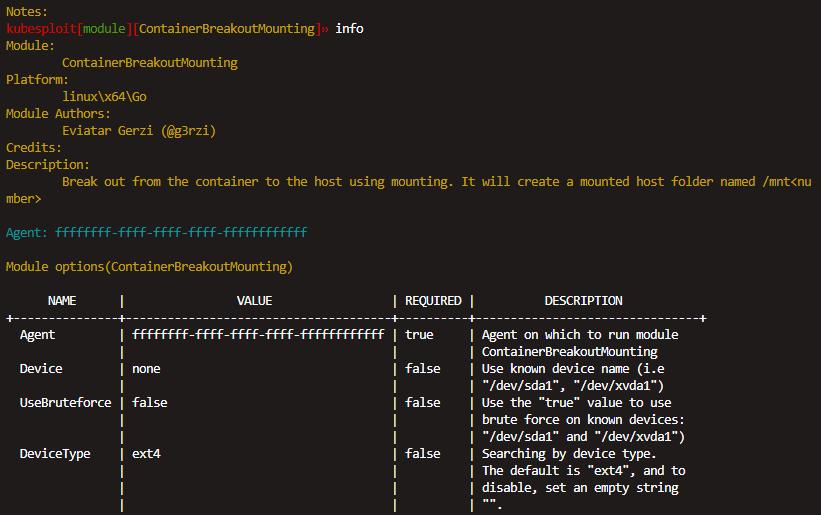 Notes:
kubesploit[module][ContainerBreakoutMounting]» info
Module:
        ContainerBreakoutMounting
Platform:
        linux\x64\Go
Module Authors:
        Eviatar Gerzi (@g3rzi)
Credits:
Description:
        Break out from the container to the host using mounting. It will create a mounted host folder named /mnt<nu
mber>

Agent: ffffffff-ffff-ffff-ffff-ffffffffffff

Module options(ContainerBreakoutMounting)

      NAME      |                VALUE                 | REQUIRED |          DESCRIPTION
+---------------+--------------------------------------+----------+--------------------------------+
  Agent         | ffffffff-ffff-ffff-ffff-ffffffffffff | true     | Agent on which to run module
                |                                      |          | ContainerBreakoutMounting
  Device        | none                                 | false    | Use known device name (i.e
                |                                      |          | "/dev/sda1", "/dev/xvda1")
  UseBruteforce | false                                | false    | Use the "true" value to use
                |                                      |          | brute force on known devices:
                |                                      |          | "/dev/sda1" and "/dev/xvda1")
  DeviceType    | ext4                                 | false    | Searching by device type.
                |                                      |          | The default is "ext4", and to
                |                                      |          | disable, set an empty string
                |                                      |          | "".